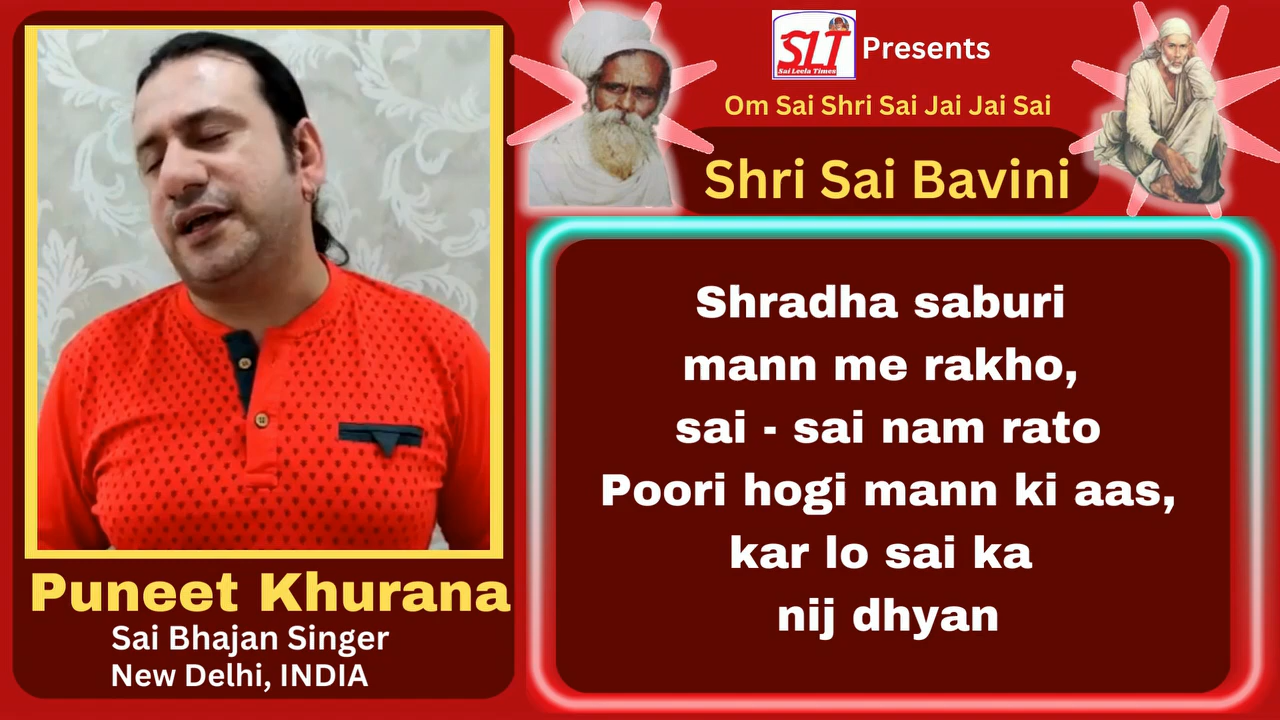 SLT
Sai Leela Times
Presents
Om Sai Shri Sai Jai Jai Sai
Shri Sai Bavini
Shradha saburi
mann me rakho,
sai - sai nam rato
Poori hogi mann ki aas,
kar lo sai ka
nij dhyan
Puneet Khurana
Sai Bhajan Singer
New Delhi, INDIA